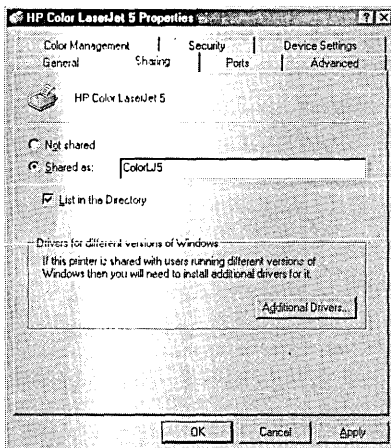 HP Color LaserJet 5 Properties
Color Management Security Device Settings
General Sharing Ports Advanced
HP Color LaserJet 5
Not shared
Shared as: ColorLJ5
List in the Directory
Drivers for different versions of Windows
If this printer is shared with users running different versions of
Windows then you will need to install additional drivers for it.
Additional Drivers...
OK Cancel Apply